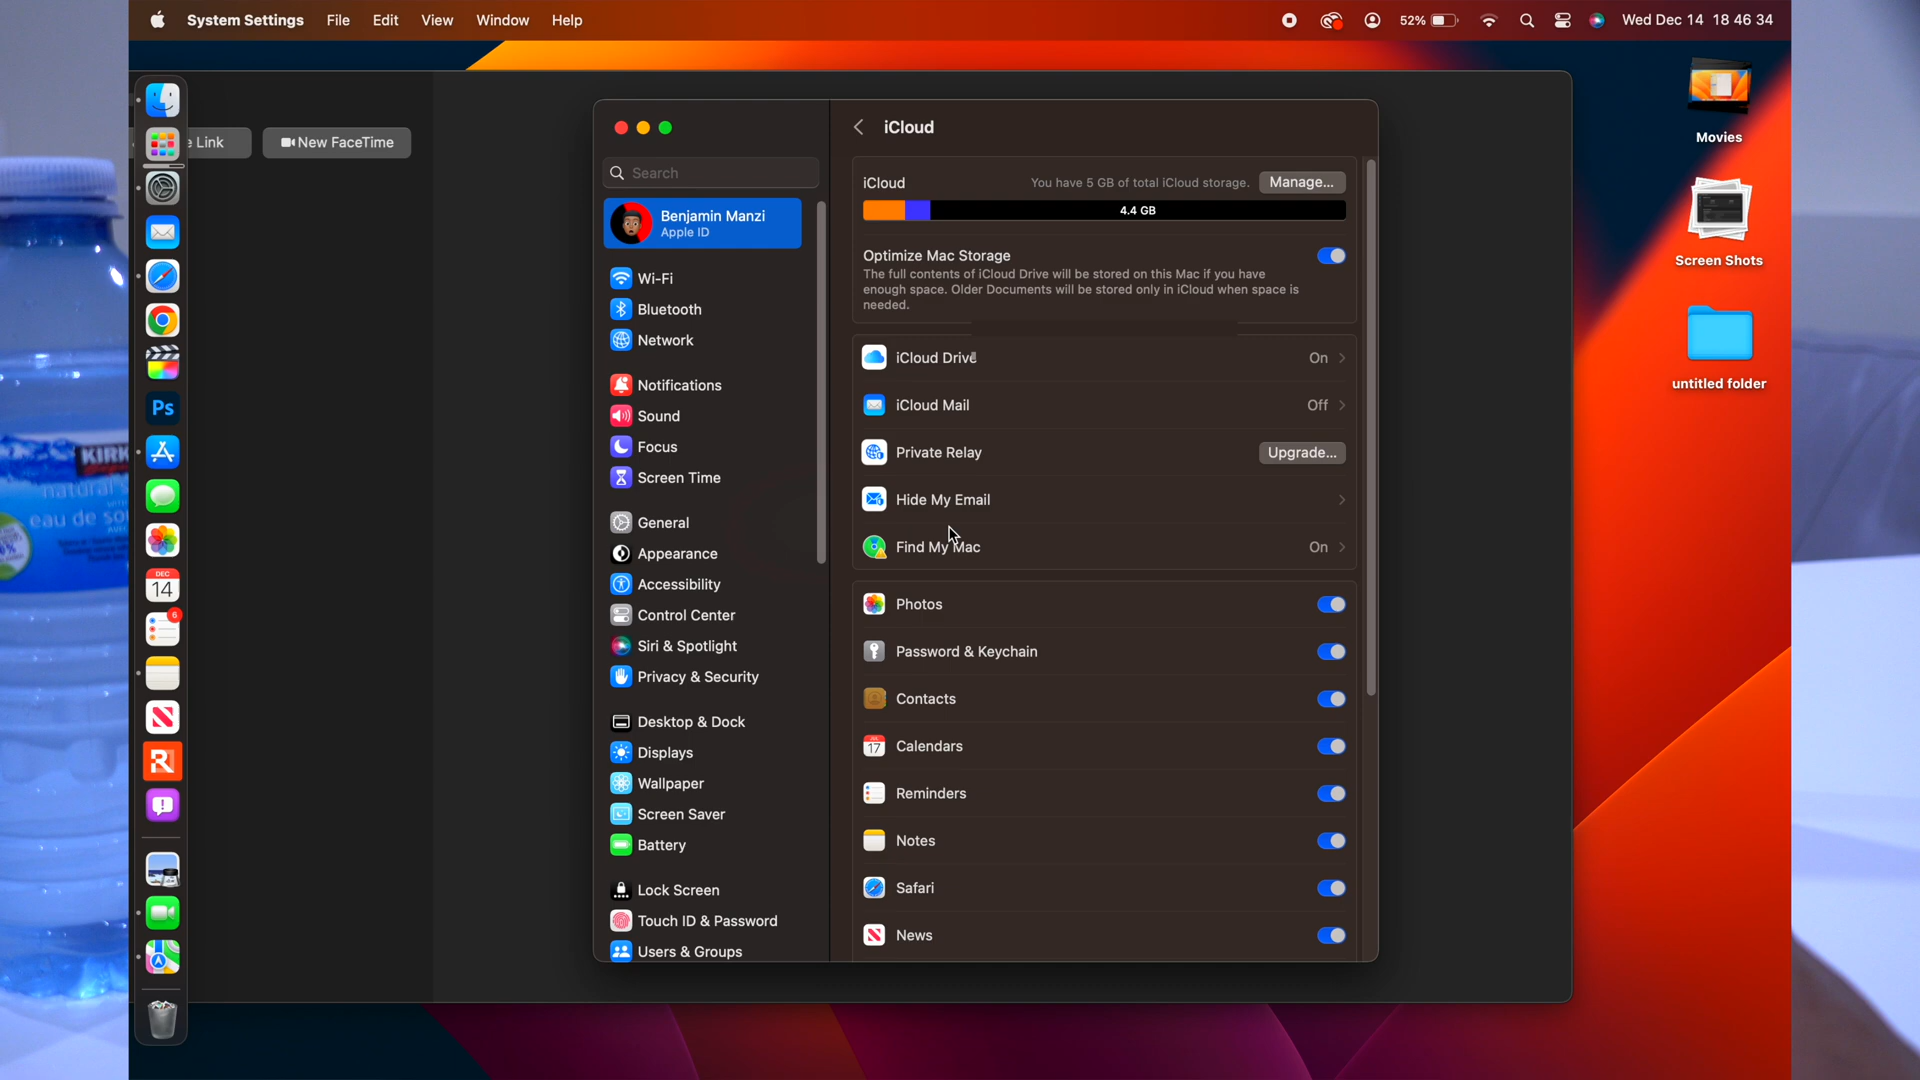 System Settings File Edit View Window Help
52% Wed Dec 14 18 46 34
e Link
New FaceTime
Ps
DEC
14
6
Search
Benjamin Manzi
Apple ID
Wi-Fi
Bluetooth
Network
Notifications
Sound
Focus
Screen Time
General
Appearance
Accessibility
Control Center
Siri & Spotlight
Privacy & Security
Desktop & Dock
Displays
Wallpaper
Screen Saver
Battery
Lock Screen
Touch ID & Password
Users & Groups
iCloud
iCloud You have 5 GB of total iCloud storage. Manage...
4.4 GB
Optimize Mac Storage
The full contents of iCloud Drive will be stored on this Mac if you have
enough space. Older Documents will be stored only in iCloud when space is
needed.
iCloud Drive On
iCloud Mail Off
Private Relay Upgrade...
Hide My Email
Find My Mac On
Photos
Password & Keychain
Contacts
JUL
17
Calendars
Reminders
Notes
Safari
News
Movies
Screen Shots
untitled folder
KIRK
natural
eau de so